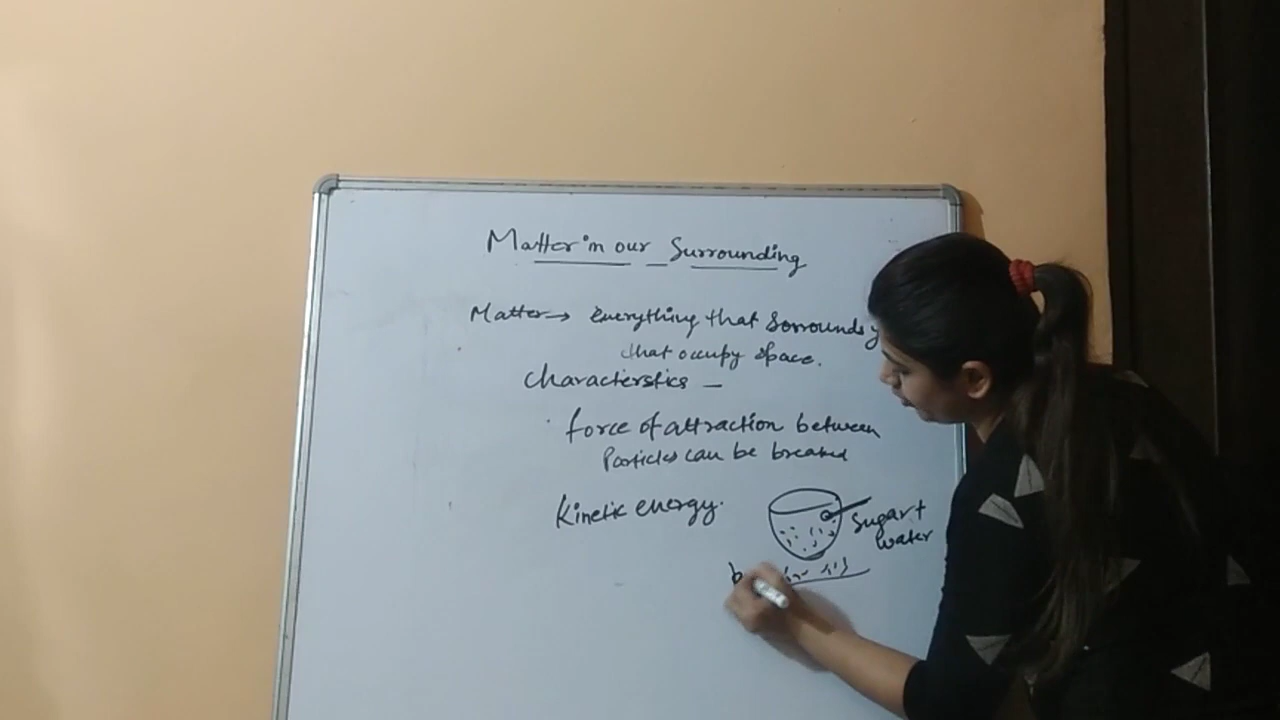 Matter in our Surrounding
Matter → Everything that Sorrounds y
that occupy space.
Characterstics –
force of attraction between
Particles can be breaked
Kinetic energy.
Sugar +
water
b